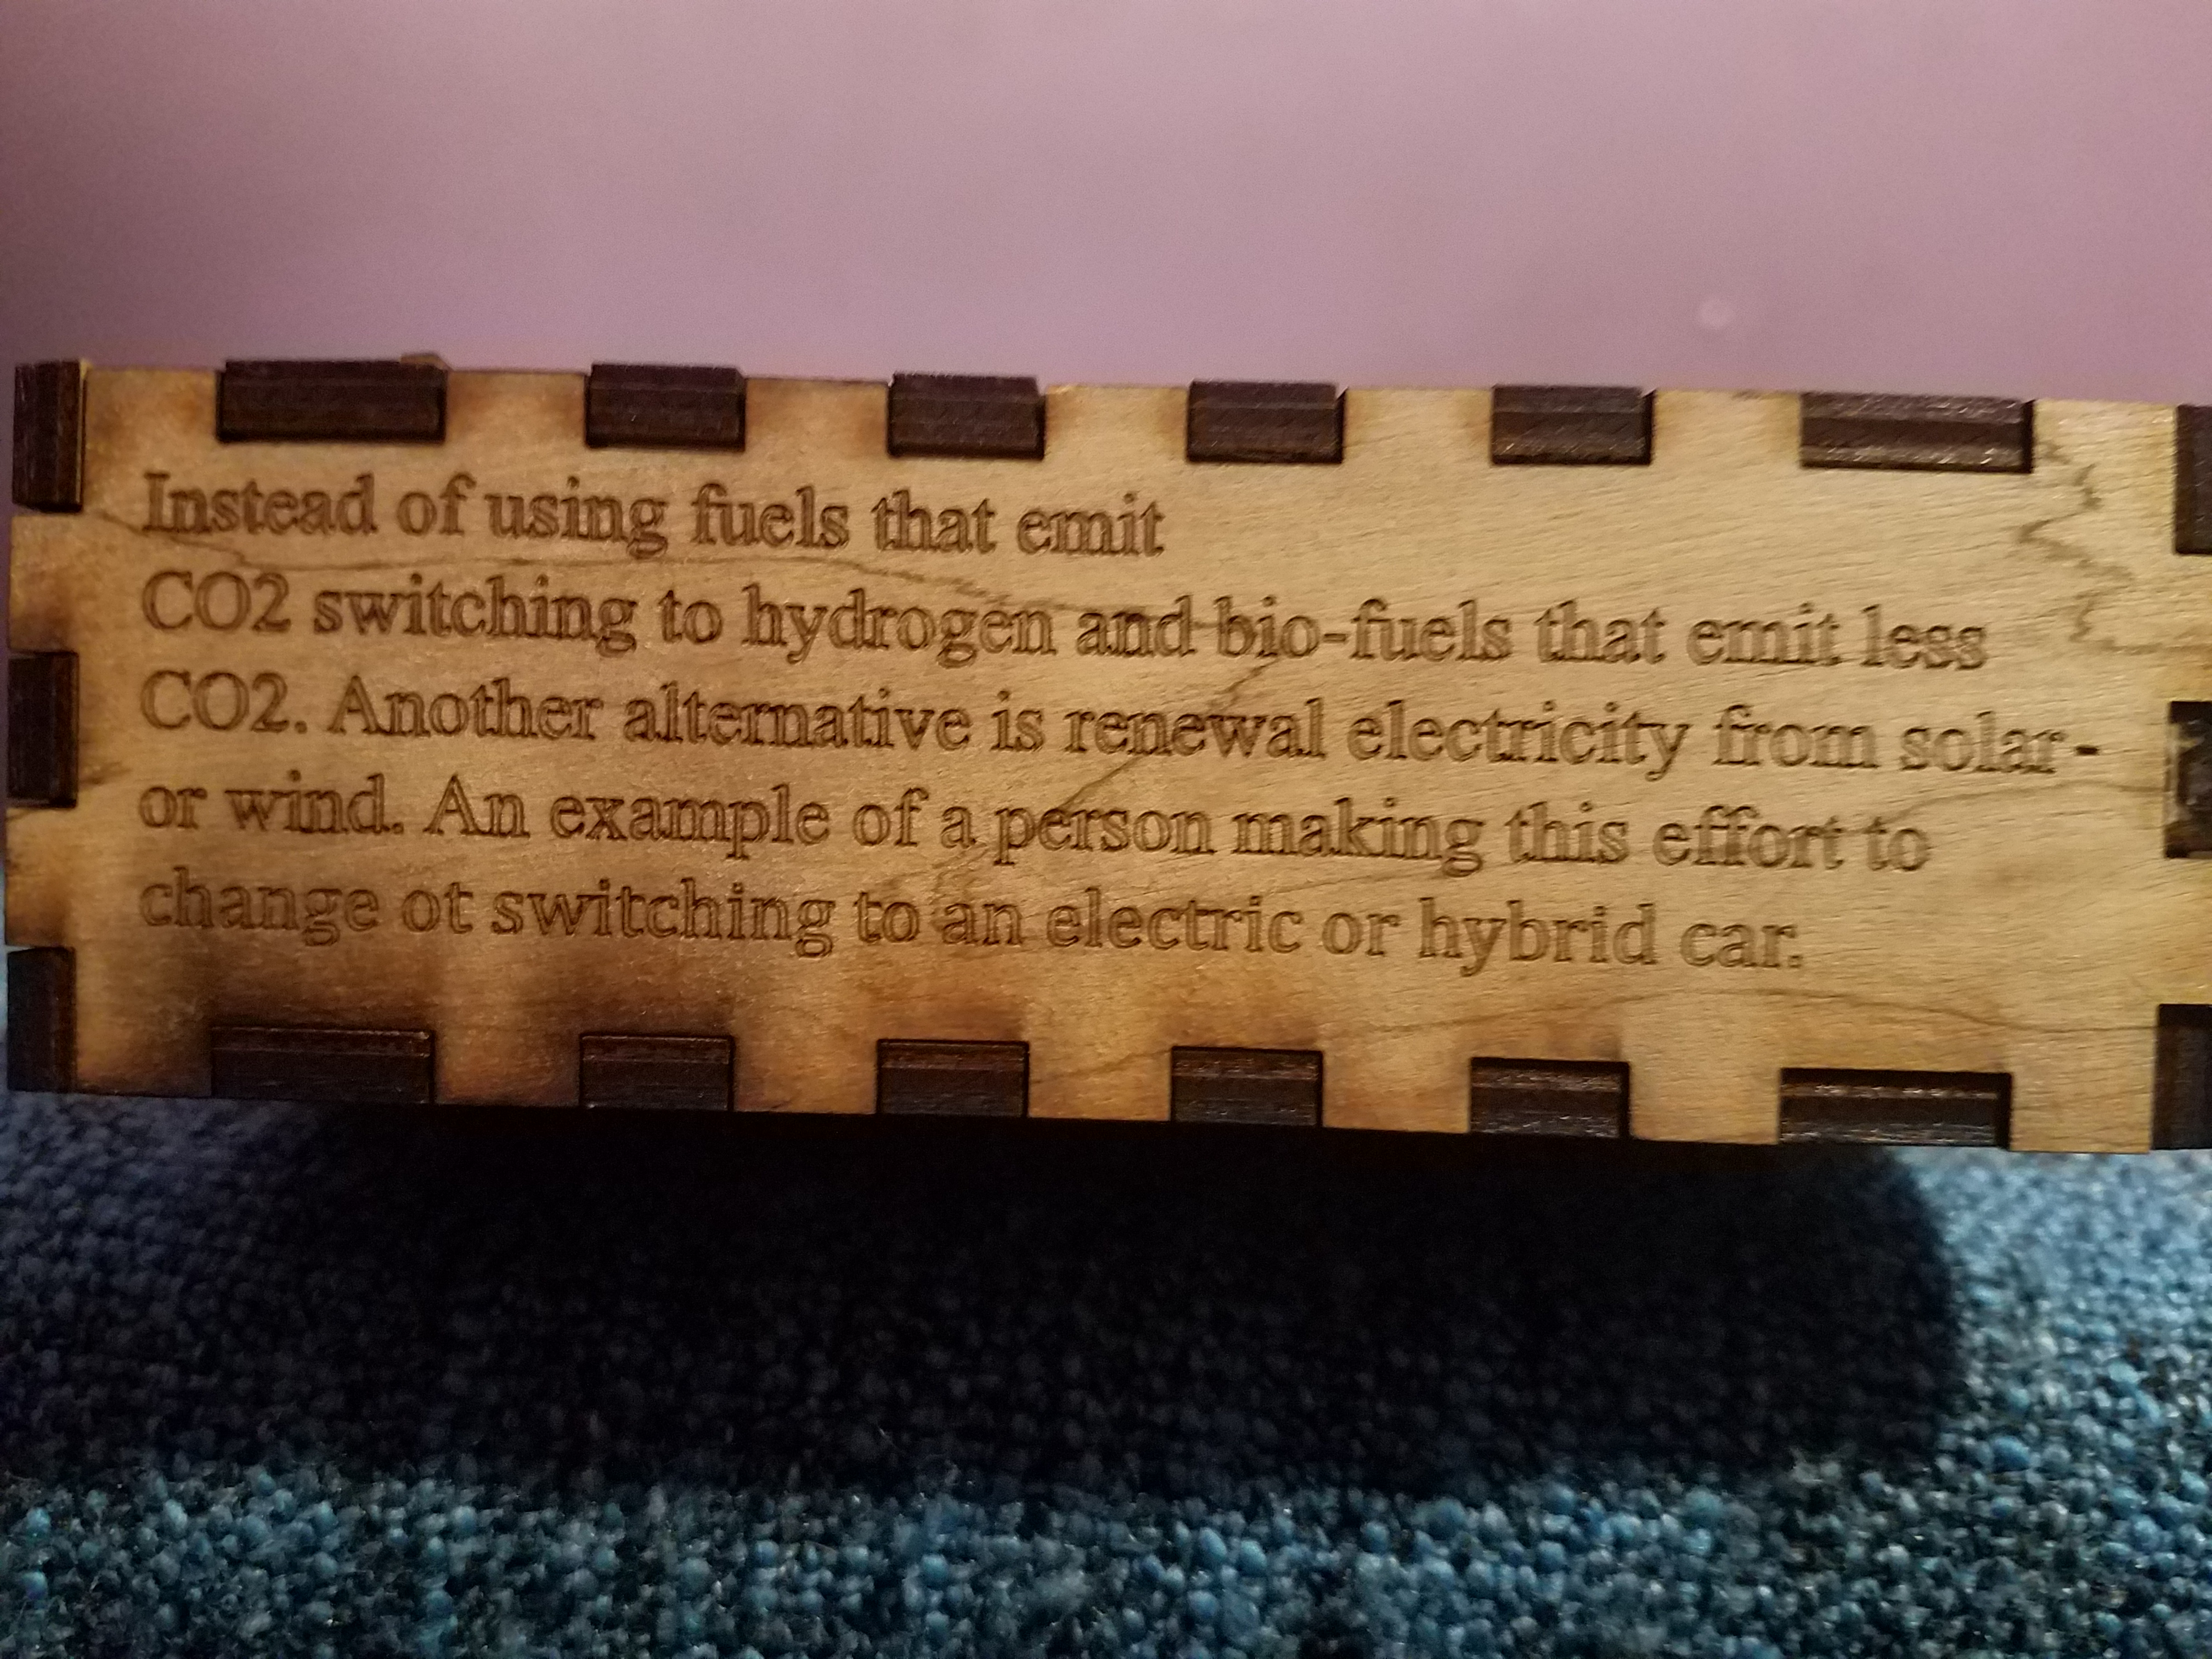 Instead of using fuels that emit
CO2 switching to hydrogen and bio-fuels that emit less
CO2. Another alternative is renewal electricity from solar-
or wind. An example of a person making this effort to
change ot switching to an electric or hybrid car.